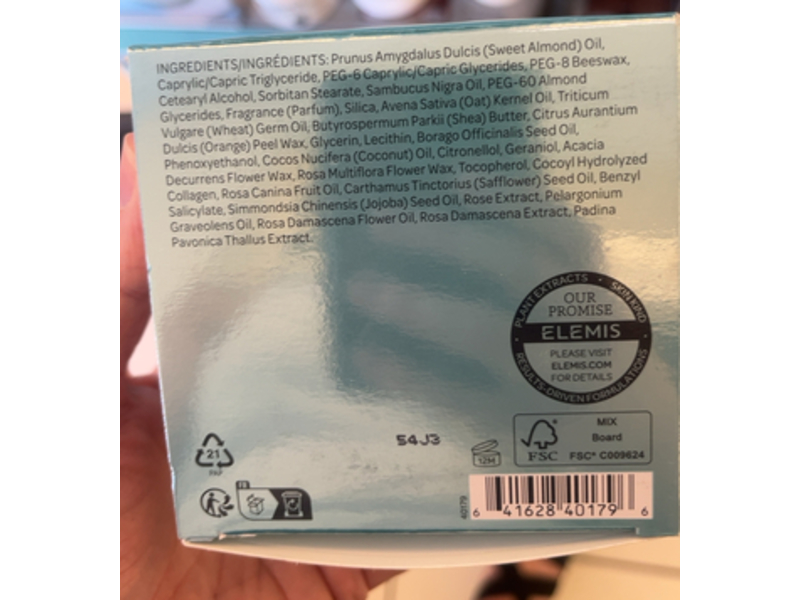 INGREDIENTS/INGRÉDIENTS: Prunus Amygdalus Dulcis (Sweet Almond) Oil,
Caprylic/Capric Triglyceride, PEG-6 Caprylic/Capric Glycerides, PEG-8 Beeswax,
Cetearyl Alcohol, Sorbitan Stearate, Sambucus Nigra Oil, PEG-60 Almond
Glycerides, Fragrance (Parfum), Silica, Avena Sativa (Oat) Kernel Oil, Triticum
Vulgare (Wheat) Germ Oil, Butyrospermum Parkii (Shea) Butter, Citrus Aurantium
Dulcis (Orange) Peel Wax, Glycerin, Lecithin, Borago Officinalis Seed Oil,
Phenoxyethanol, Cocos Nucifera (Coconut) Oil, Citronellol, Geraniol, Acacia
Decurrens Flower Wax, Rosa Multiflora Flower Wax, Tocopherol, Cocoyl Hydrolyzed
Collagen, Rosa Canina Fruit Oil, Carthamus Tinctorius (Safflower) Seed Oil, Benzyl
Salicylate, Simmondsia Chinensis (Jojoba) Seed Oil, Rose Extract, Pelargonium
Graveolens Oil, Rosa Damascena Flower Oil, Rosa Damascena Extract, Padina
Pavonica Thallus Extract.
PLANT EXTRACTS • SKIN KIND
OUR
PROMISE
ELEMIS
PLEASE VISIT
ELEMIS.COM
FOR DETAILS
RESULTS-DRIVEN FORMULATIONS
21
PAP
54J3
12M
FSC
MIX
Board
FSC® C009624
FR
40179
6 41628 40179 6